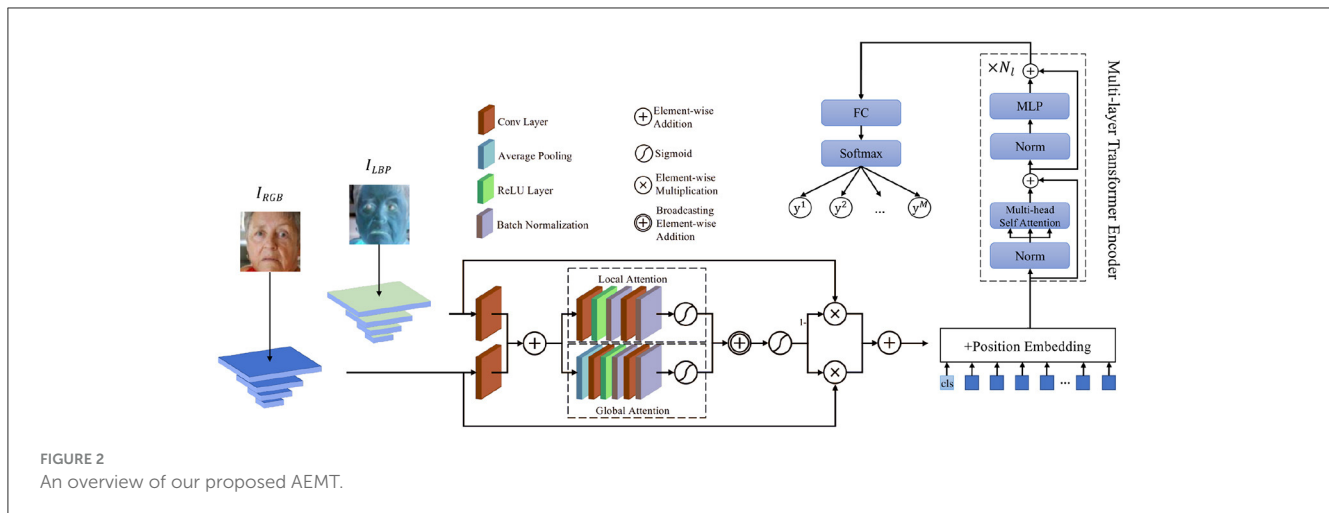 I_RGB
I_LBP
Conv Layer
Average Pooling
ReLU Layer
Batch Normalization
Element-wise
Addition
Sigmoid
Element-wise
Multiplication
Broadcasting
Element-wise
Addition
Local Attention
Global Attention
1-
FC
Softmax
y^1
y^2
...
y^M
×N_l
MLP
Norm
Multi-head
Self Attention
Norm
Multi-layer Transformer Encoder
+Position Embedding
cls
...
FIGURE 2
An overview of our proposed AEMT.